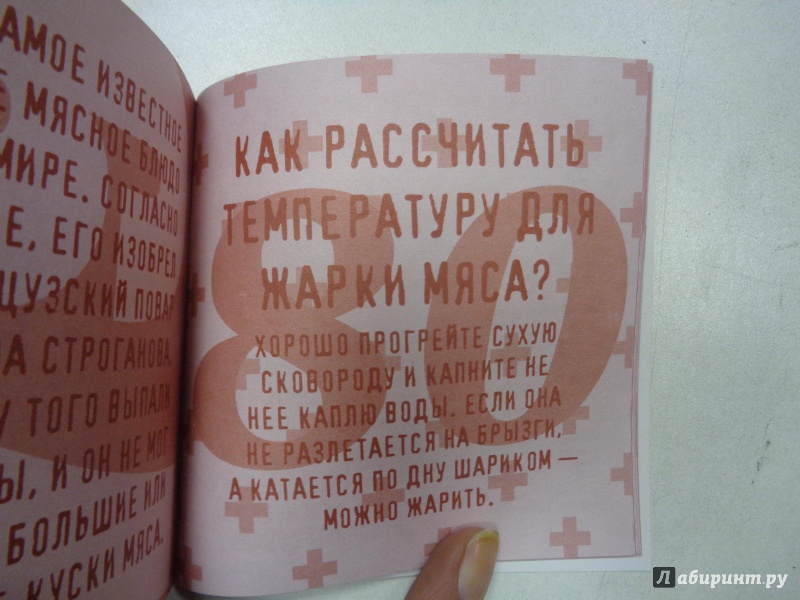 АМОЕ ИЗВЕСТНОЕ
Е МЯСНОЕ БЛЮДО
МИРЕ. СОГЛАСНО
Е, ЕГО ИЗОБРЕЛ
ЦУЗСКИЙ ПОВАР
А СТРОГАНОВА.
У ТОГО ВЫПАЛИ
Ы, И ОН НЕ МОГ
БОЛЬШИЕ ИЛИ
Е КУСКИ МЯСА.
80
КАК РАССЧИТАТЬ
ТЕМПЕРАТУРУ ДЛЯ
ЖАРКИ МЯСА?
ХОРОШО ПРОГРЕЙТЕ СУХУЮ
СКОВОРОДУ И КАПНИТЕ НЕ
НЕЕ КАПЛЮ ВОДЫ. ЕСЛИ ОНА
НЕ РАЗЛЕТАЕТСЯ НА БРЫЗГИ,
А КАТАЕТСЯ ПО ДНУ ШАРИКОМ —
МОЖНО ЖАРИТЬ.
Лабиринт.ру